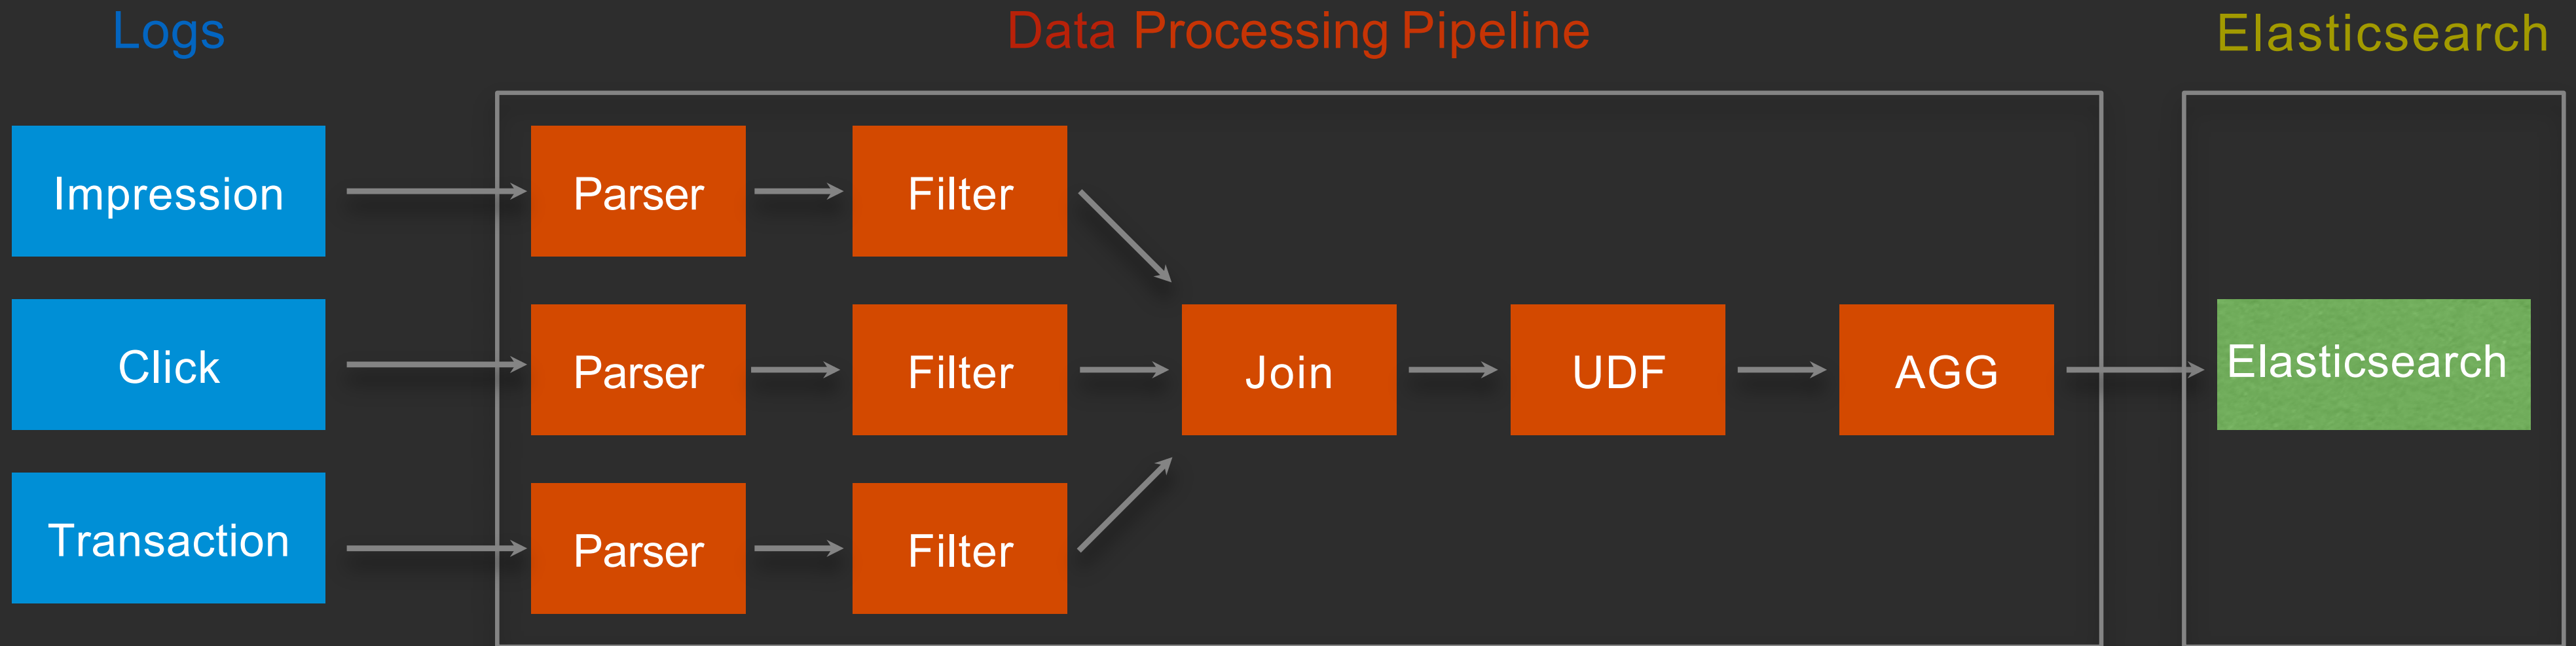 Logs
Data Processing Pipeline
Elasticsearch
Impression
Parser
Filter
Click
Parser
Filter
Join
UDF
AGG
Elasticsearch
Transaction
Parser
Filter